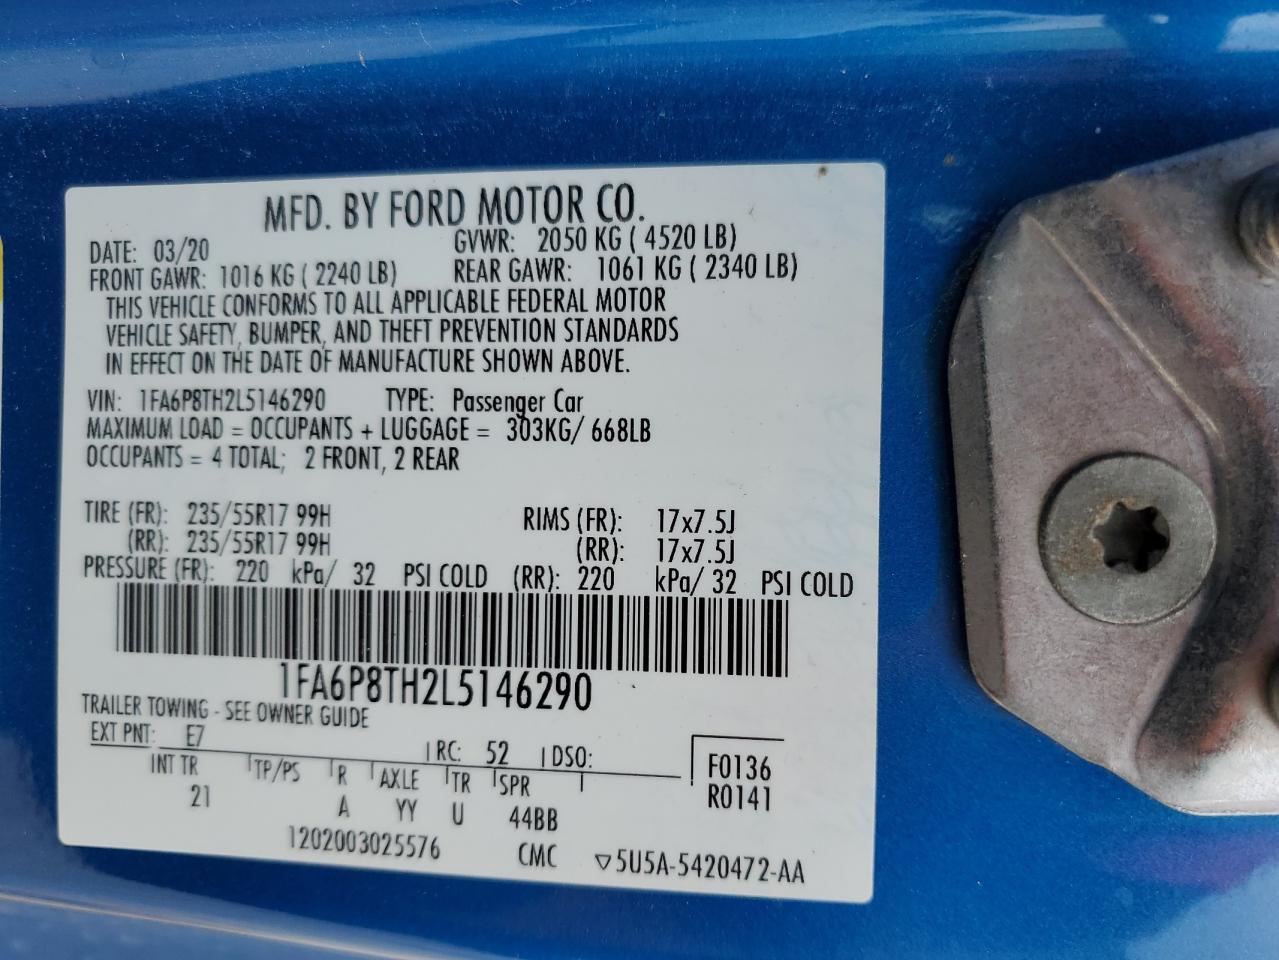 MFD. BY FORD MOTOR CO.
DATE: 03/20 GVWR: 2050 KG ( 4520 LB)
FRONT GAWR: 1016 KG ( 2240 LB) REAR GAWR: 1061 KG ( 2340 LB)
THIS VEHICLE CONFORMS TO ALL APPLICABLE FEDERAL MOTOR
VEHICLE SAFETY, BUMPER, AND THEFT PREVENTION STANDARDS
IN EFFECT ON THE DATE OF MANUFACTURE SHOWN ABOVE.
VIN: 1FA6P8TH2L5146290 TYPE: Passenger Car
MAXIMUM LOAD = OCCUPANTS + LUGGAGE = 303KG/ 668LB
OCCUPANTS = 4 TOTAL; 2 FRONT, 2 REAR
TIRE (FR): 235/55R17 99H RIMS (FR): 17x7.5J
(RR): 235/55R17 99H (RR): 17x7.5J
PRESSURE (FR): 220 kPa/ 32 PSI COLD (RR): 220 kPa/ 32 PSI COLD
1FA6P8TH2L5146290
TRAILER TOWING - SEE OWNER GUIDE
EXT PNT: E7 RC: 52 DSO:
INT TR TP/PS R AXLE TR SPR F0136
21 A YY U 44BB R0141
1202003025576 CMC ▽5U5A-5420472-AA